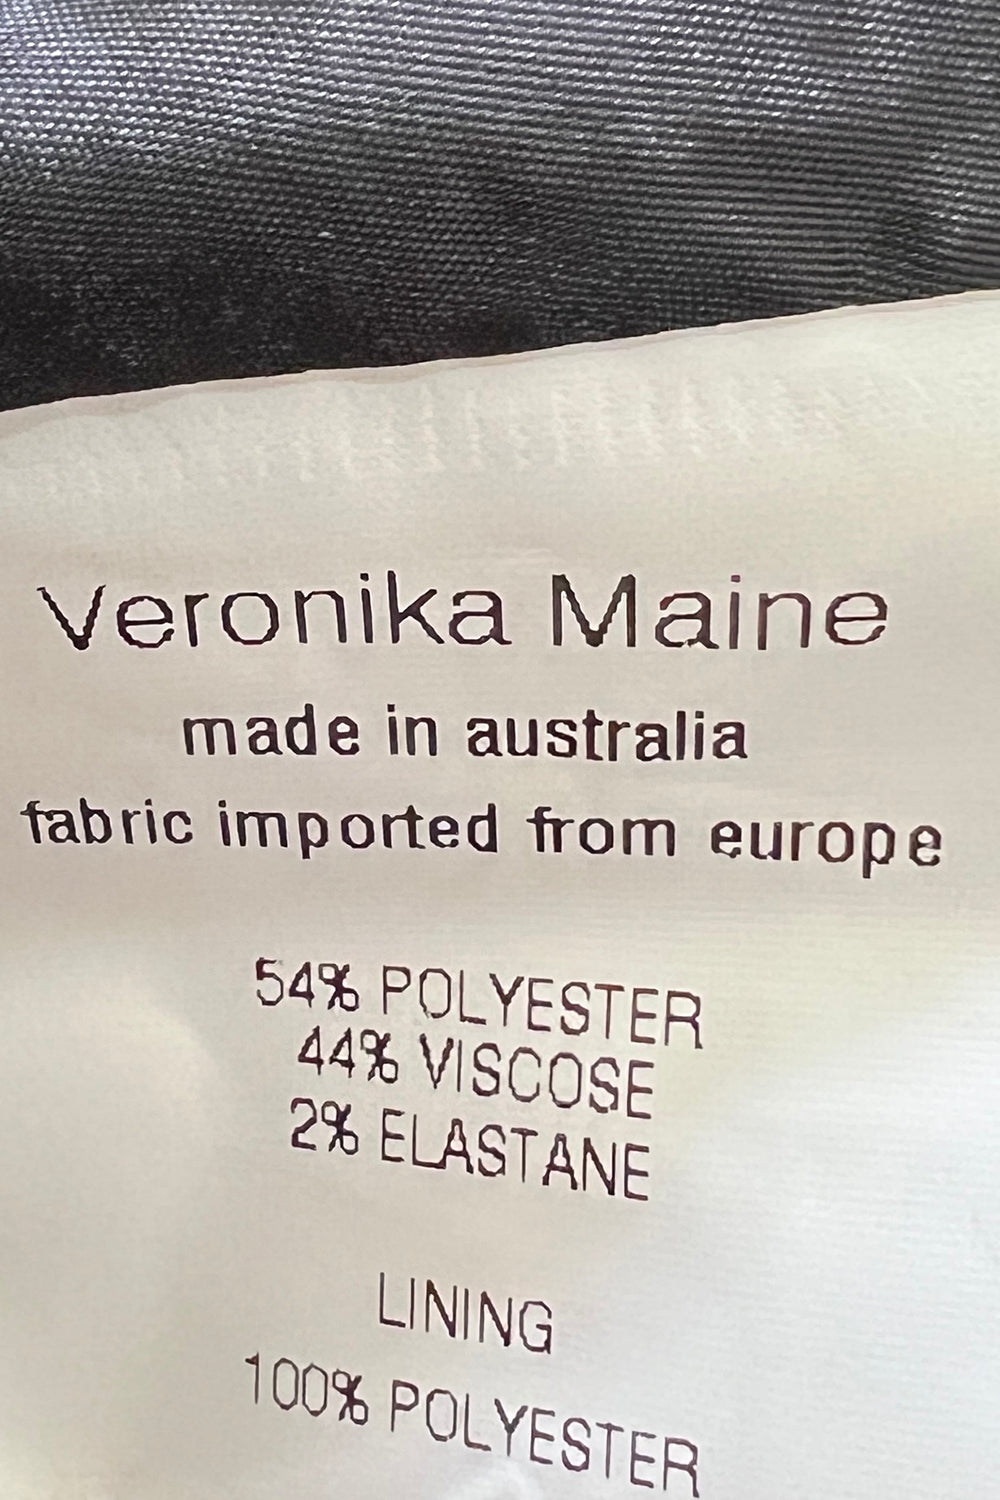 Veronika Maine
made in australia
fabric imported from europe
54% POLYESTER
44% VISCOSE
2% ELASTANE
LINING
100% POLYESTER